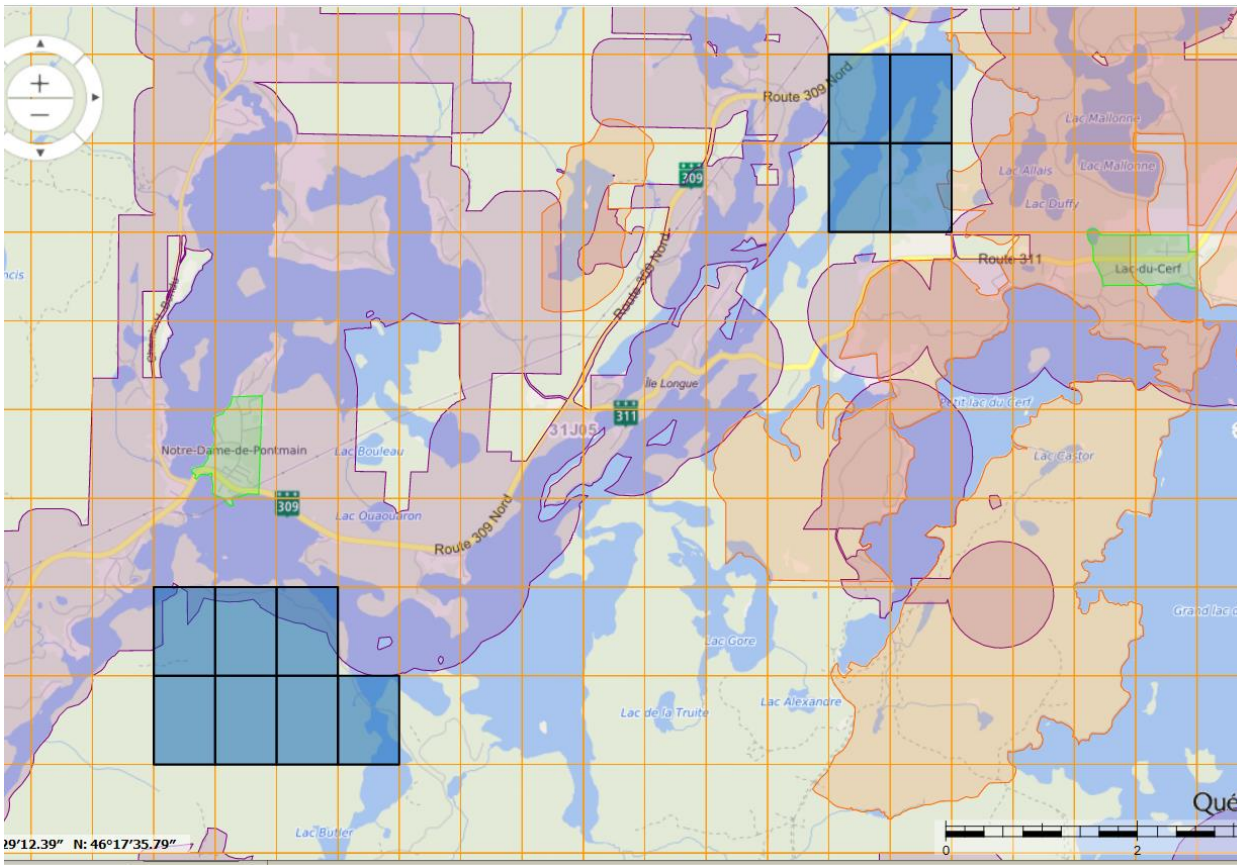 Route 309 Nord
Lac Mallonne
309
Lac Mallonne
Lac Allais
Lac Duffy
Route 309 Nord
Route 311
Lac-du-Cerf
Île Longue
311
31J05
Petit lac du Cerf
Notre-Dame-de-Pontmain
Lac Bouleau
Lac Castor
309
Lac Ouaouaron
Route 309 Nord
Grand lac d
Lac Gore
Lac Alexandre
Lac de la Truite
Qué
Lac Butler
29'12.39" N: 46°17'35.79"
0 2